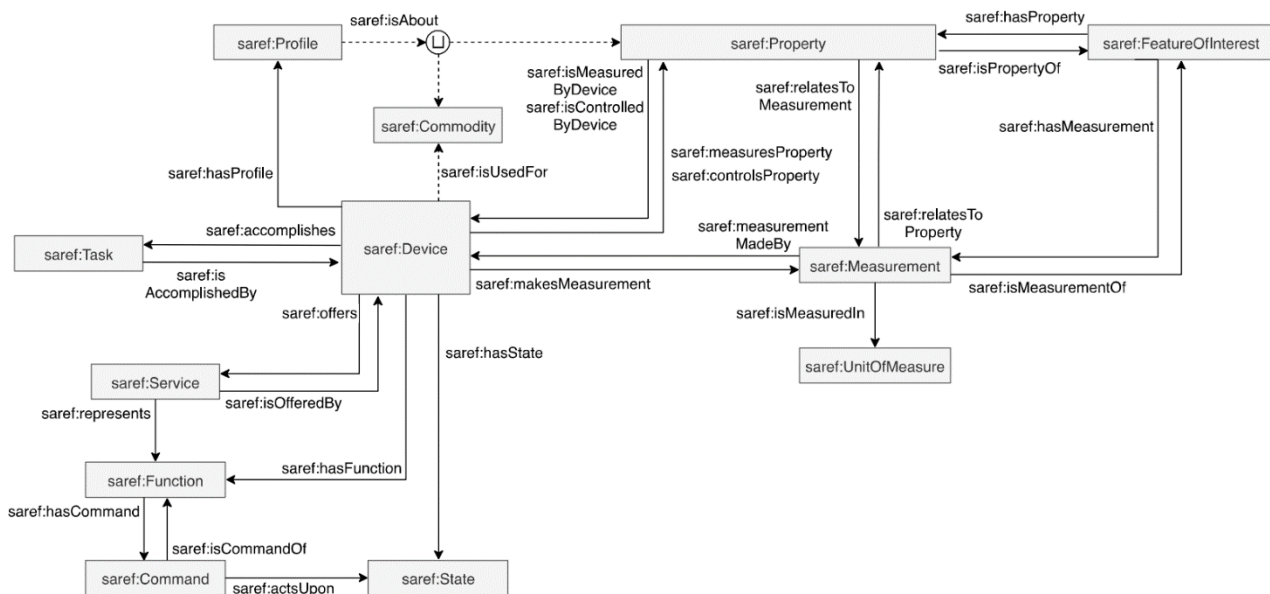 saref:isAbout
saref:hasProperty
saref:Profile
saref:Property
saref:FeatureOfInterest
saref:isPropertyOf
saref:isMeasured
ByDevice
saref:isControlled
ByDevice
saref:relatesTo
Measurement
saref:Commodity
saref:hasMeasurement
saref:measuresProperty
saref:controlsProperty
saref:hasProfile
saref:isUsedFor
saref:accomplishes
saref:Task
saref:Device
saref:measurement
MadeBy
saref:relatesTo
Property
saref:is
AccomplishedBy
saref:Measurement
saref:makesMeasurement
saref:isMeasurementOf
saref:offers
saref:isMeasuredIn
saref:hasState
saref:UnitOfMeasure
saref:Service
saref:isOfferedBy
saref:represents
saref:hasFunction
saref:Function
saref:hasCommand
saref:isCommandOf
saref:Command
saref:actsUpon
saref:State